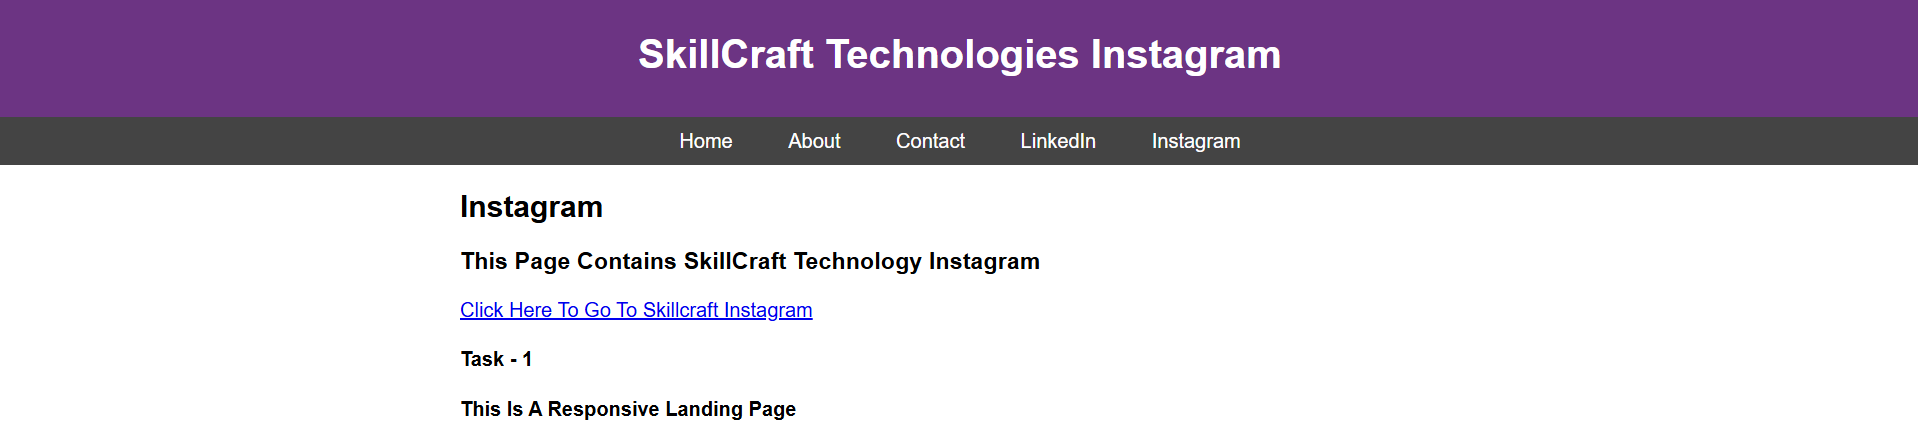 SkillCraft Technologies Instagram
Home About Contact LinkedIn Instagram
Instagram
This Page Contains SkillCraft Technology Instagram
Click Here To Go To Skillcraft Instagram
Task - 1
This Is A Responsive Landing Page